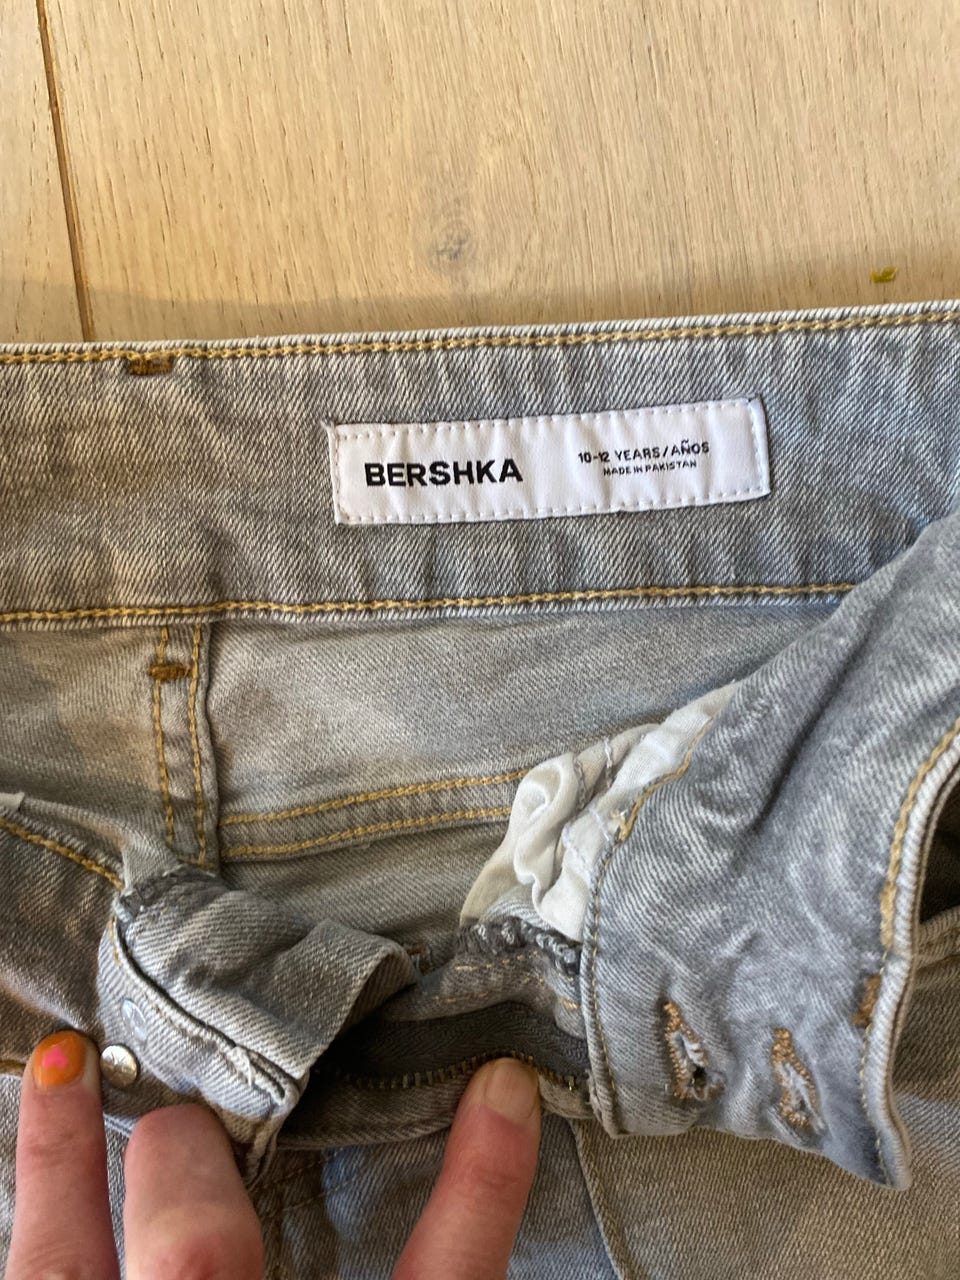 BERSHKA
10-12 YEARS/AÑOS
MADE IN PAKISTAN